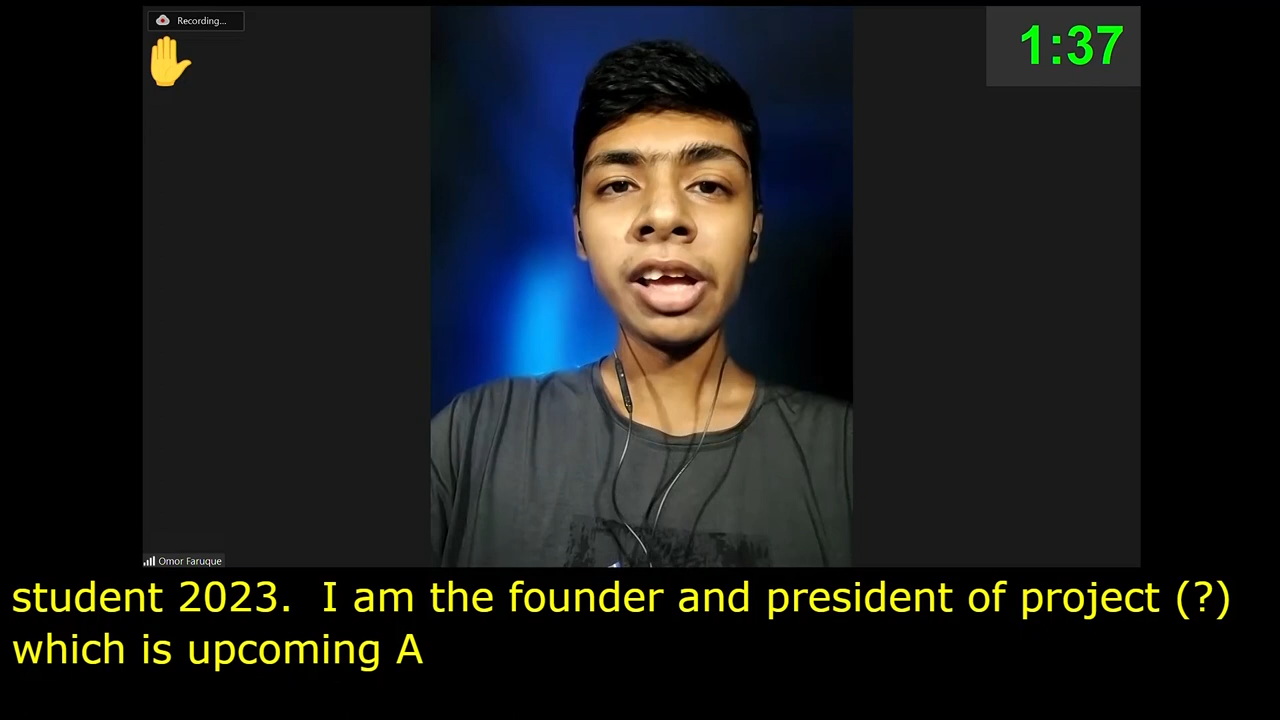 Recording...
1:37
Omor Faruque
student 2023.  I am the founder and president of project (?)
which is upcoming A